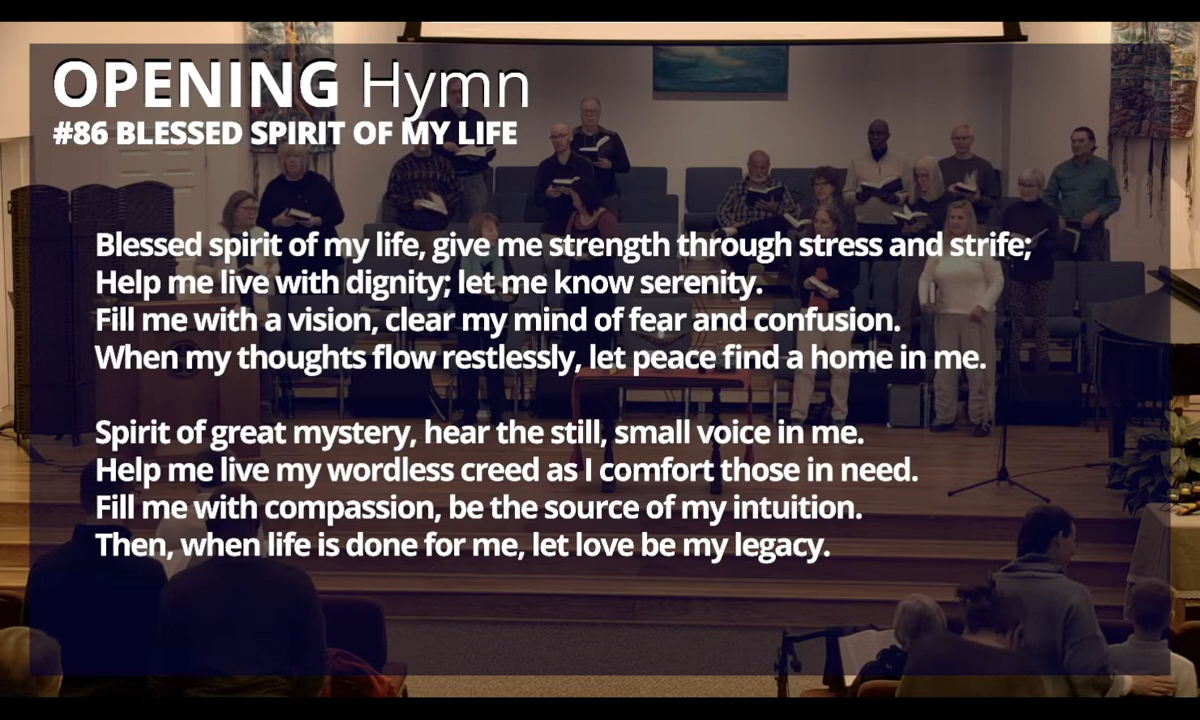 OPENING Hymn
#86 BLESSED SPIRIT OF MY LIFE
Blessed spirit of my life, give me strength through stress and strife;
Help me live with dignity; let me know serenity.
Fill me with a vision, clear my mind of fear and confusion.
When my thoughts flow restlessly, let peace find a home in me.
Spirit of great mystery, hear the still, small voice in me.
Help me live my wordless creed as I comfort those in need.
Fill me with compassion, be the source of my intuition.
Then, when life is done for me, let love be my legacy.